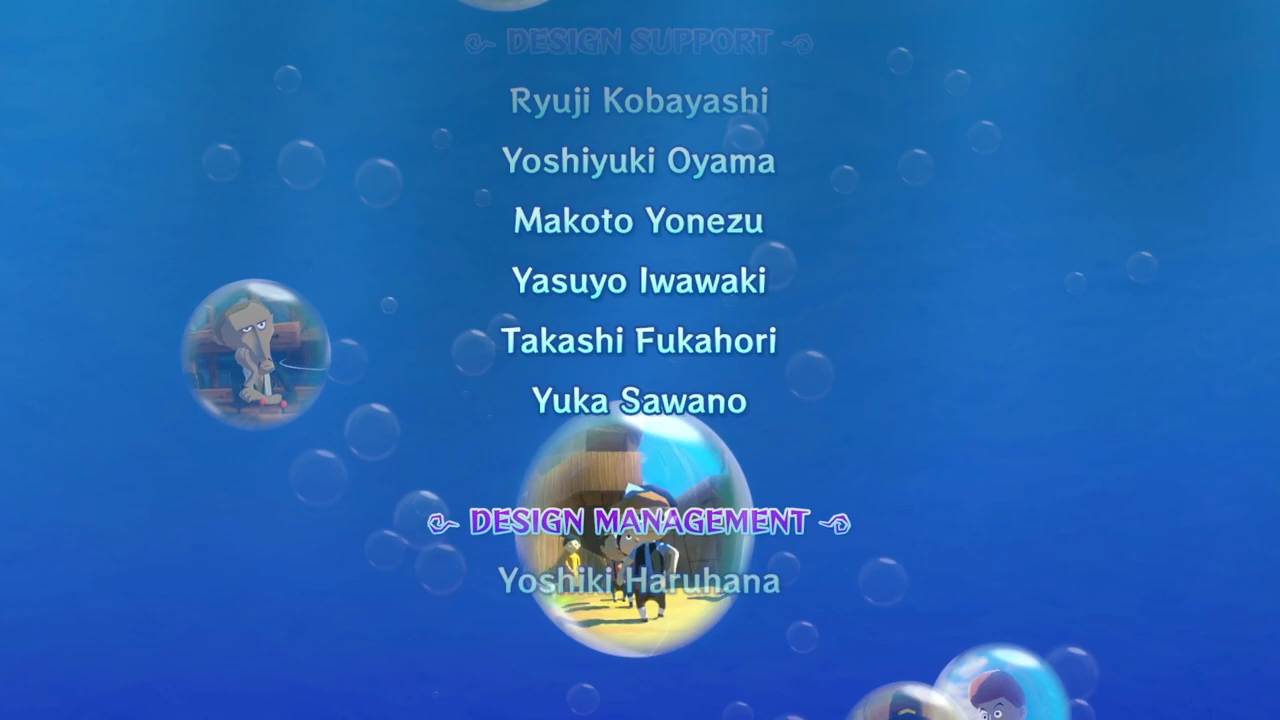 DESIGN SUPPORT
Ryuji Kobayashi
Yoshiyuki Oyama
Makoto Yonezu
Yasuyo Iwawaki
Takashi Fukahori
Yuka Sawano
DESIGN MANAGEMENT
Yoshiki Haruhana